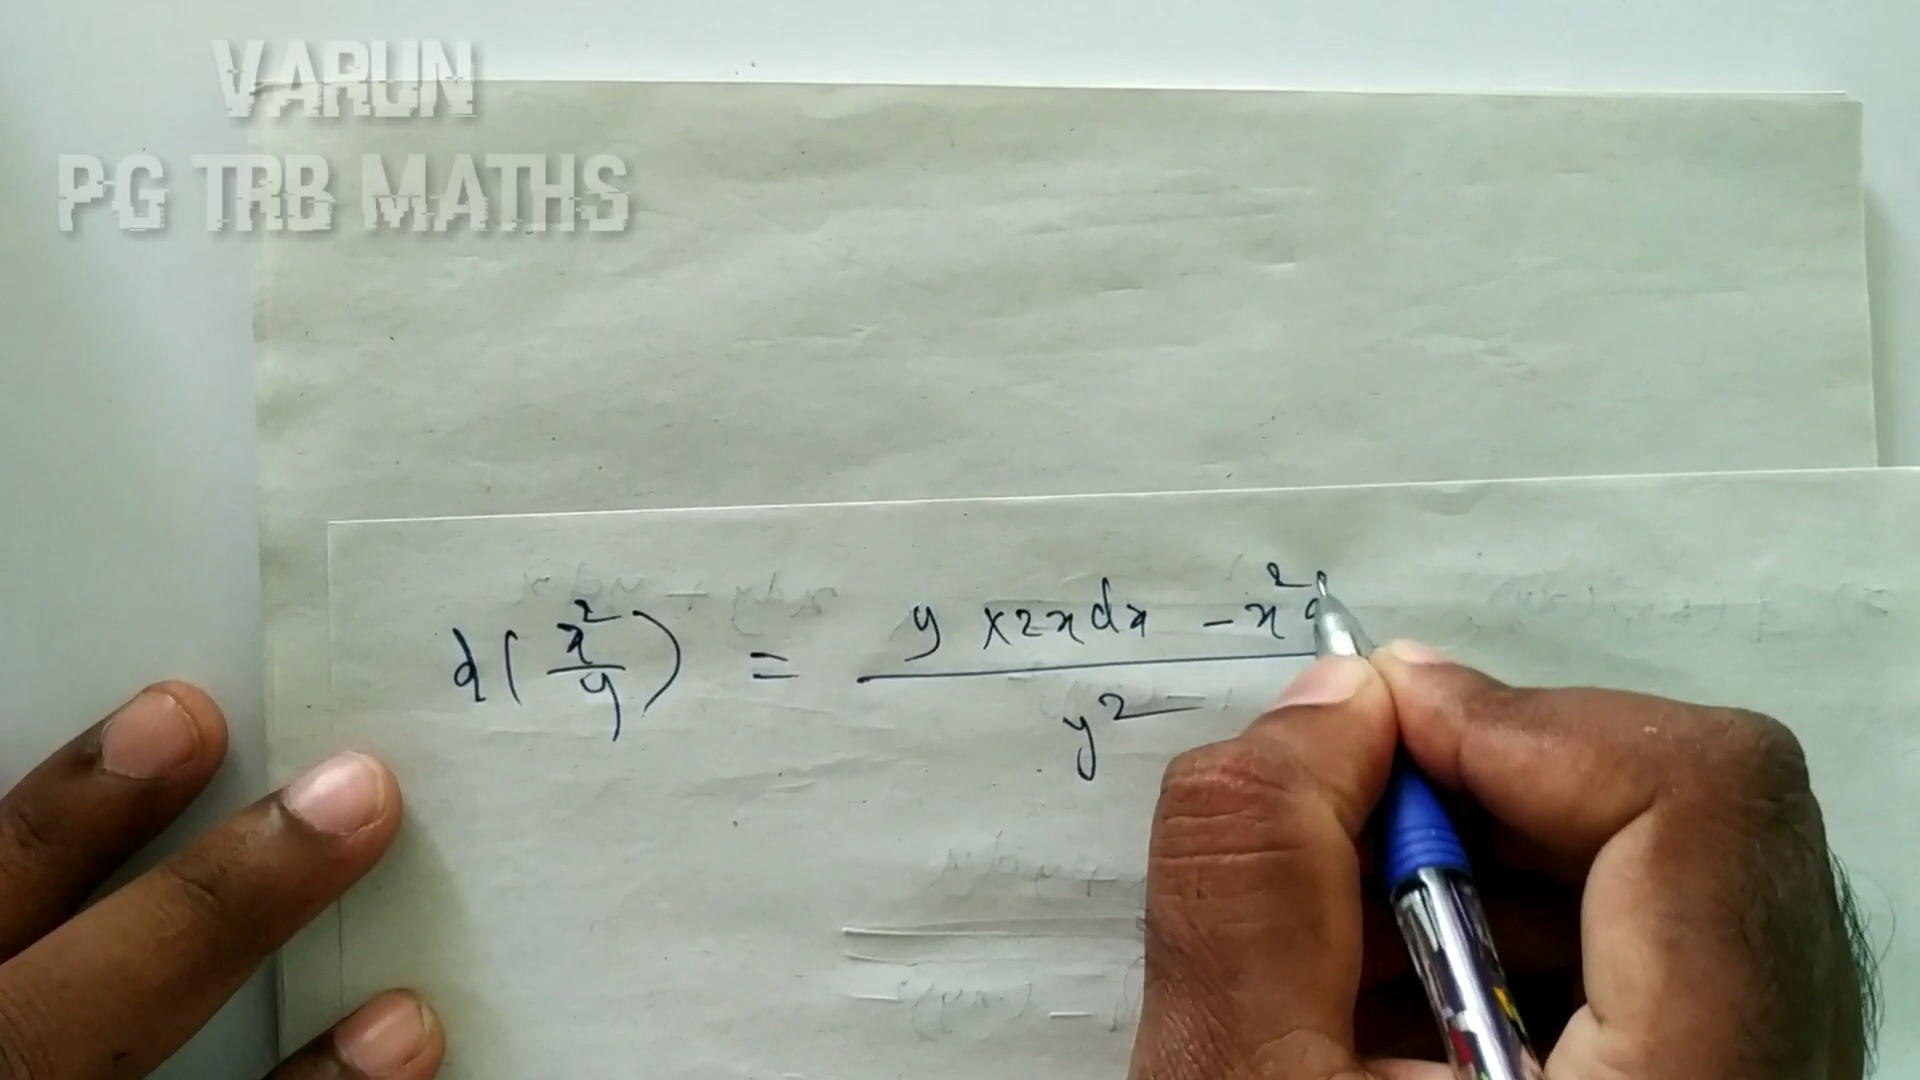 VARUN
PG TRB MATHS
d(x²/y) = (y × 2x dx - x² d)/y²